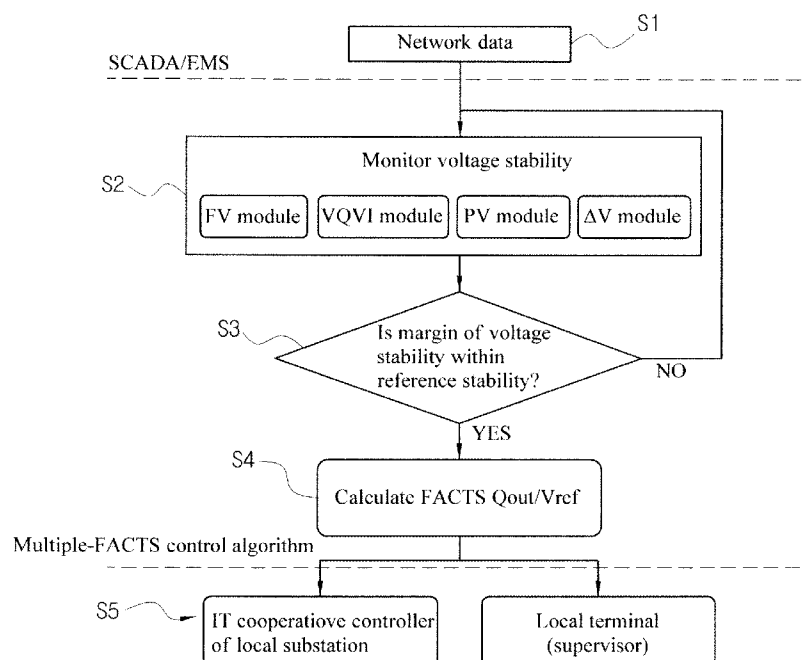 S1
Network data
SCADA/EMS
Monitor voltage stability
S2
FV module
VQVI module
PV module
ΔV module
S3
Is margin of voltage
stability within
reference stability?
NO
YES
S4
Calculate FACTS Qout/Vref
Multiple-FACTS control algorithm
S5
IT cooperatiove controller
of local substation
Local terminal
(supervisor)